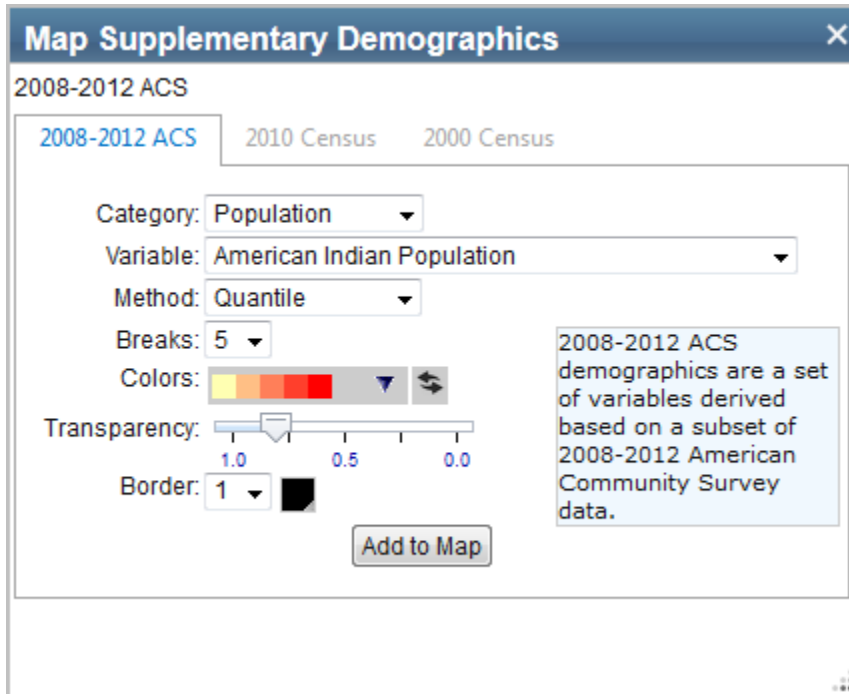 Map Supplementary Demographics
2008-2012 ACS
2008-2012 ACS 2010 Census 2000 Census
Category: Population
Variable: American Indian Population
Method: Quantile
Breaks: 5
Colors:
Transparency:
1.0 0.5 0.0
Border: 1
2008-2012 ACS
demographics are a set
of variables derived
based on a subset of
2008-2012 American
Community Survey
data.
Add to Map